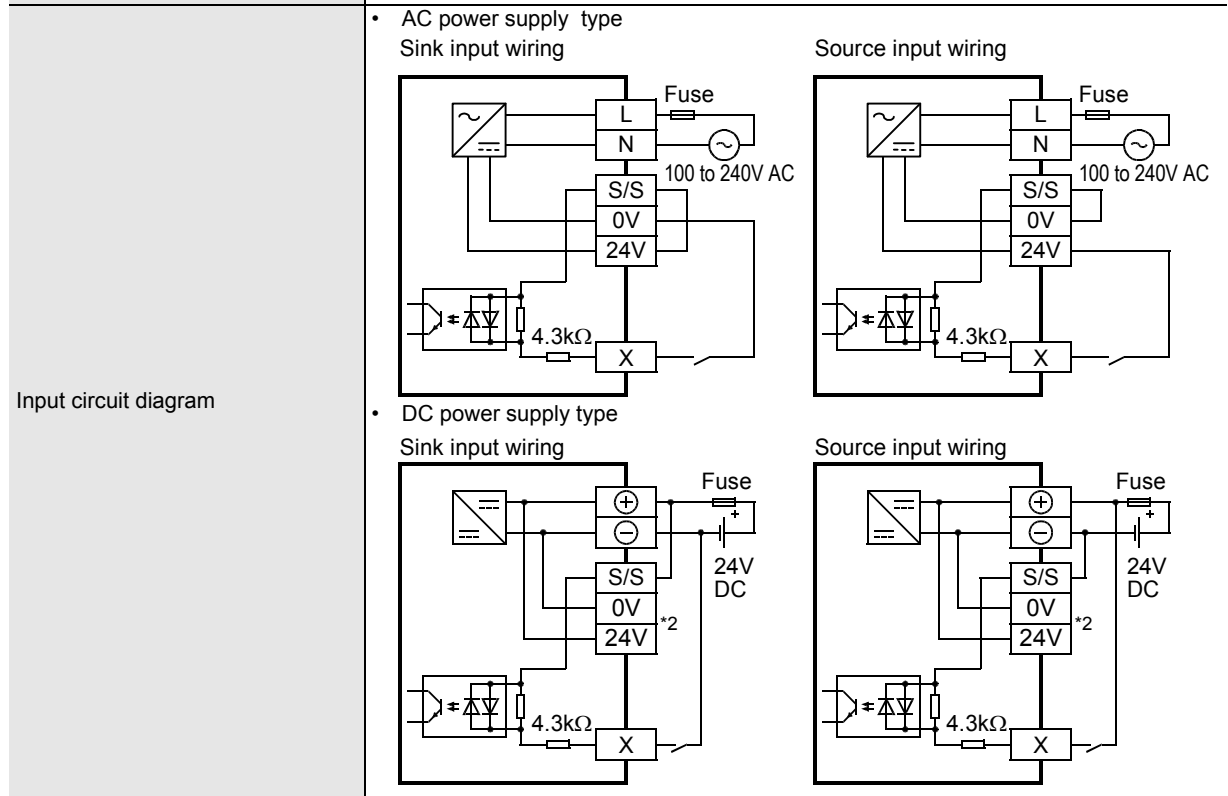 Input circuit diagram
• AC power supply type
Sink input wiring
Fuse
L
N
100 to 240V AC
S/S
0V
24V
4.3kΩ
X
Source input wiring
Fuse
L
N
100 to 240V AC
S/S
0V
24V
4.3kΩ
X
• DC power supply type
Sink input wiring
Fuse
+
24V
DC
S/S
0V
24V
*2
4.3kΩ
X
Source input wiring
Fuse
+
24V
DC
S/S
0V
24V
*2
4.3kΩ
X